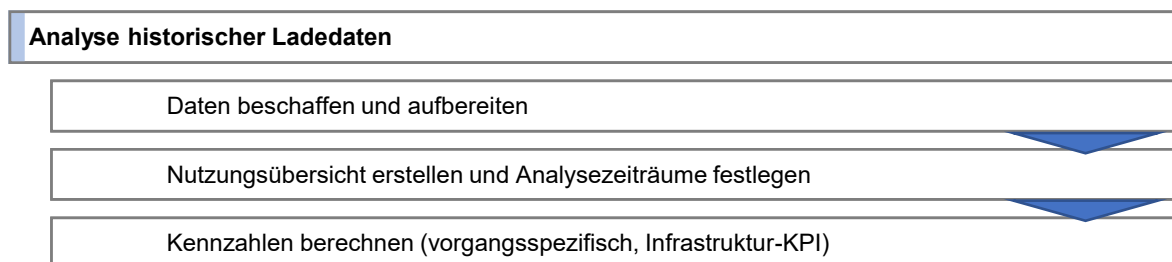 Analyse historischer Ladedaten
Daten beschaffen und aufbereiten
Nutzungsübersicht erstellen und Analysezeiträume festlegen
Kennzahlen berechnen (vorgangsspezifisch, Infrastruktur-KPI)